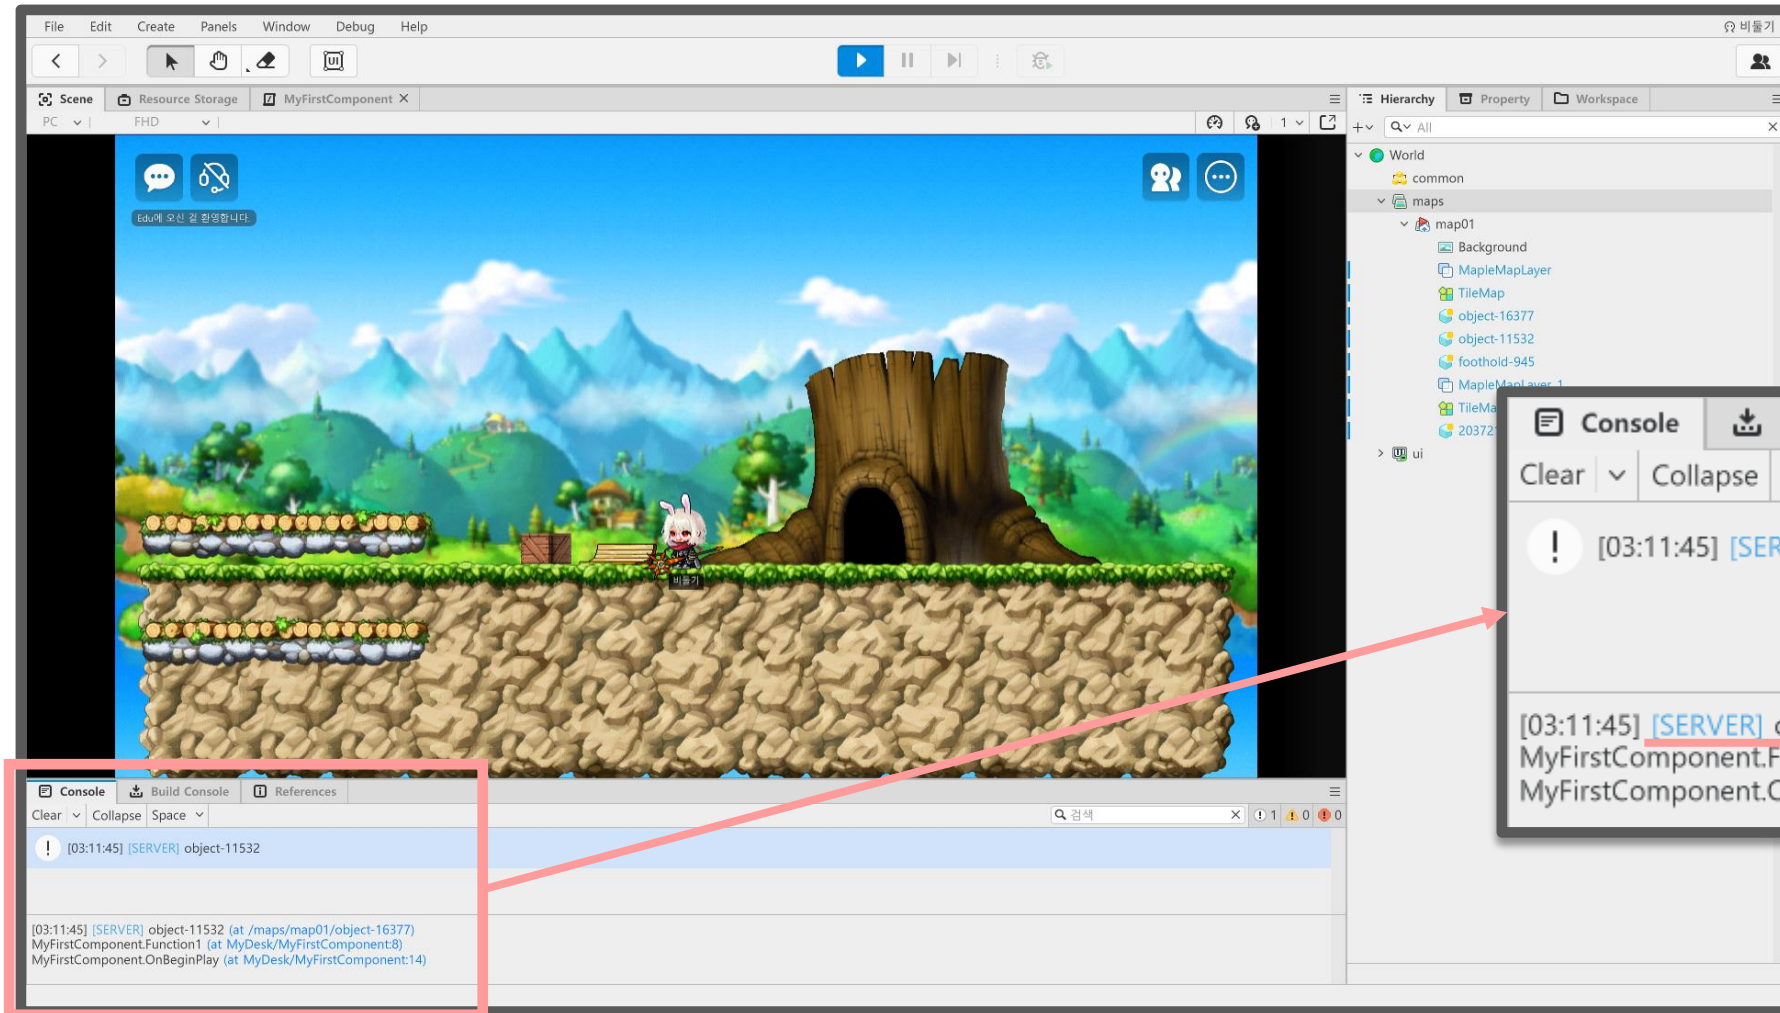 File Edit Create Panels Window Debug Help
비둘기
UI
Scene Resource Storage MyFirstComponent
Hierarchy Property Workspace
PC FHD
1
All
World
common
maps
map01
Background
MapleMapLayer
TileMap
object-16377
object-11532
foothold-945
MapleMapLayer_1
TileMa
20372
ui
Edu에 오신 걸 환영합니다.
비둘기
Console Build Console References
Clear Collapse Space
검색
1 0 0
[03:11:45] [SERVER] object-11532
[03:11:45] [SERVER] object-11532 (at /maps/map01/object-16377)
MyFirstComponent.Function1 (at MyDesk/MyFirstComponent:8)
MyFirstComponent.OnBeginPlay (at MyDesk/MyFirstComponent:14)
Console
Clear Collapse
[03:11:45] [SER
[03:11:45] [SERVER]
MyFirstComponent.F
MyFirstComponent.O